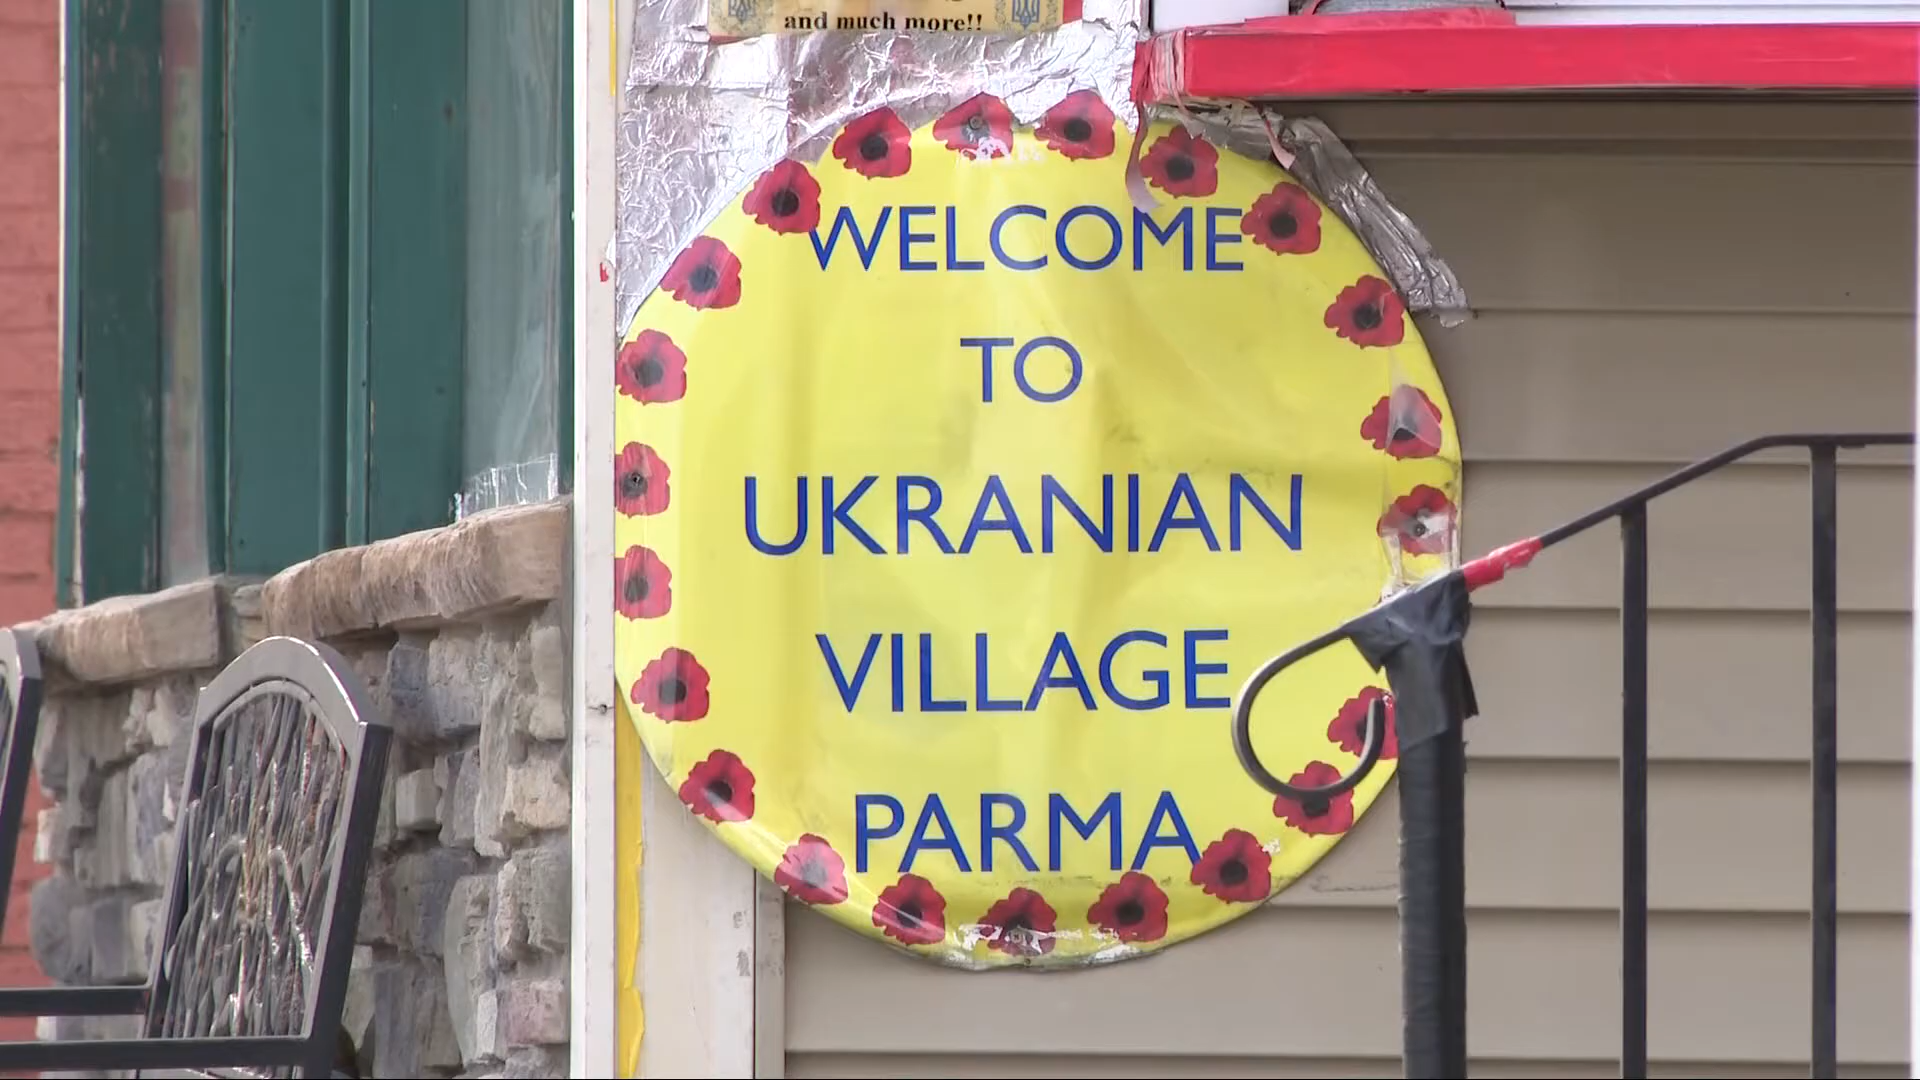 and much more!!
WELCOME
TO
UKRANIAN
VILLAGE
PARMA